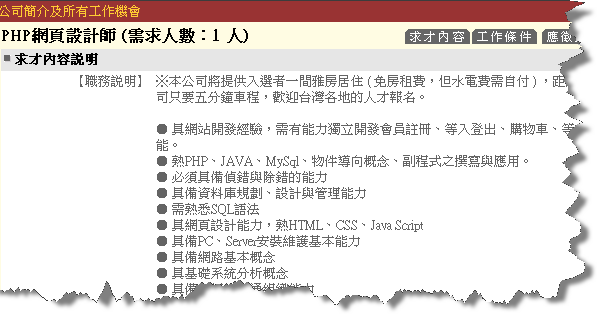 公司簡介及所有工作機會
PHP網頁設計師 (需求人數：1 人)
求才內容 工作條件 應徵
求才內容說明
【職務說明】 ※本公司將提供入選者一間雅房居住 ( 免房租費，但水電費需自付 )，距
司只要五分鐘車程，歡迎台灣各地的人才報名。
● 具網站開發經驗，需有能力獨立開發會員註冊、等入登出、購物車、等
能。
● 熟PHP、JAVA、MySql、物件導向概念、副程式之撰寫與應用。
● 必須具備偵錯與除錯的能力
● 具備資料庫規劃、設計與管理能力
● 需熟悉SQL語法
● 具網頁設計能力，熟HTML、CSS、Java Script
● 具備PC、Server安裝維護基本能力
● 具備網路基本概念
● 具基礎系統分析概念
● 具備